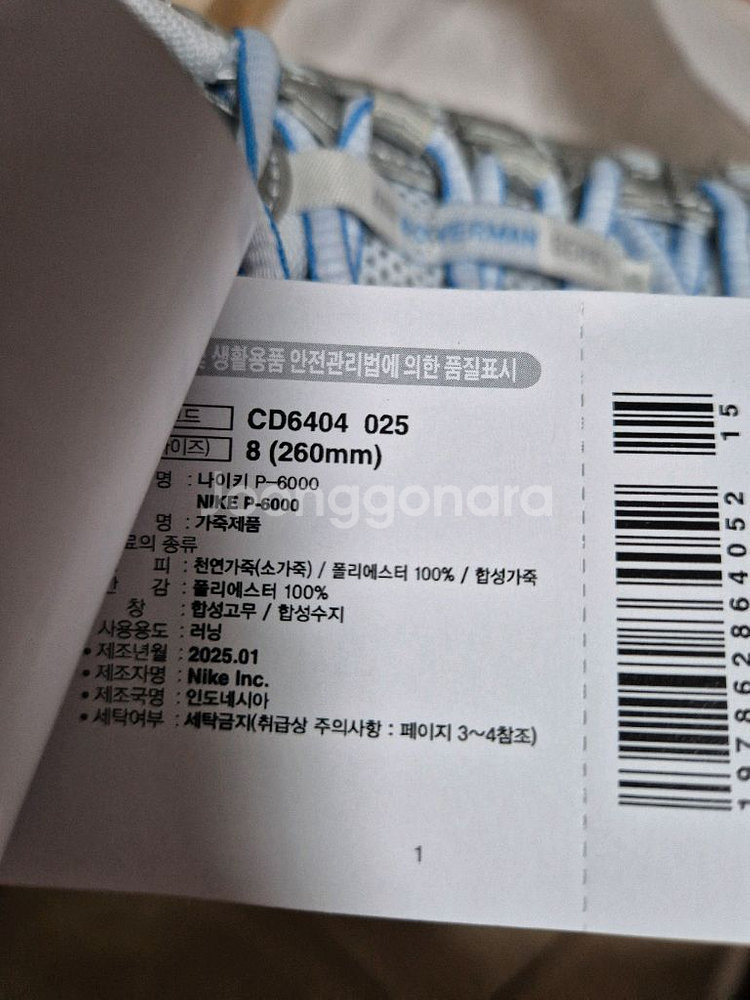 생활용품 안전관리법에 의한 품질표시
CD6404 025
8 (260mm)
명 : 나이키 P-6000
NIKE P-6000
명 : 가죽제품
료의 종류
피 : 천연가죽(소가죽) / 폴리에스터 100% / 합성가죽
안 감 : 폴리에스터 100%
창 : 합성고무 / 합성수지
사용용도 : 러닝
• 제조년월 : 2025.01
• 제조자명 : Nike Inc.
• 제조국명 : 인도네시아
• 세탁여부 : 세탁금지(취급상 주의사항 : 페이지 3~4참조)
1
15
197862864052
Joonggonara